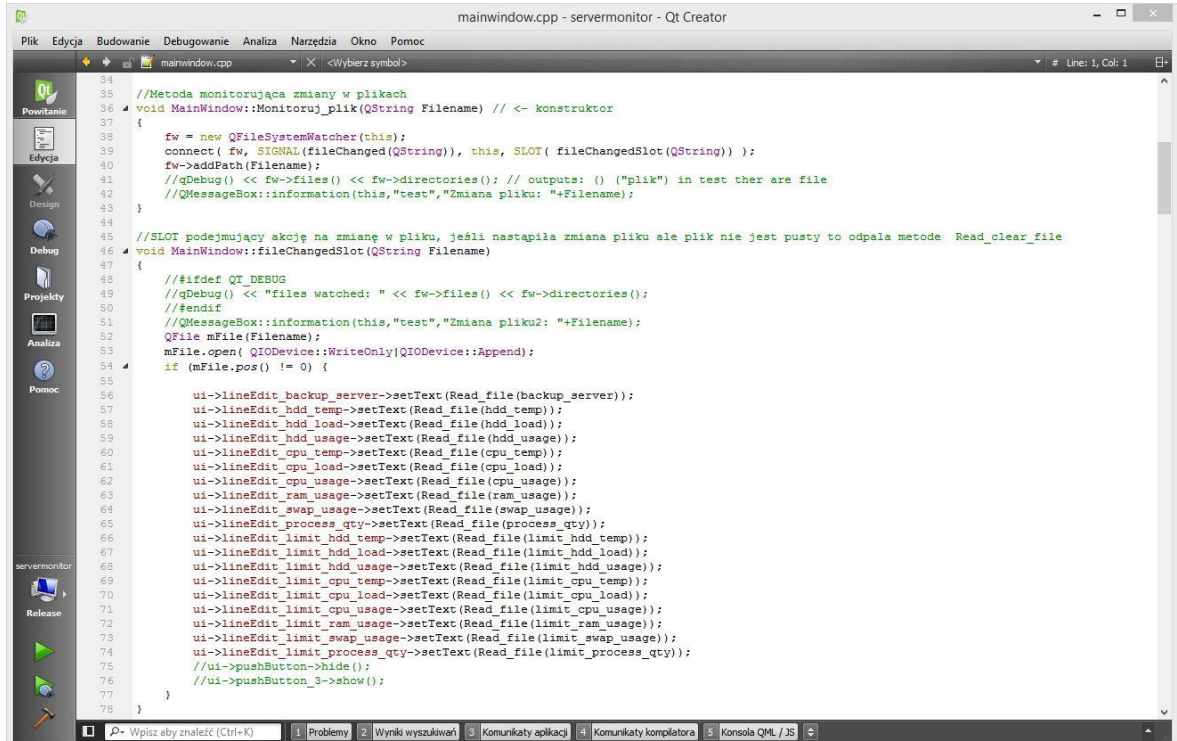 mainwindow.cpp - servermonitor - Qt Creator
Plik Edycja Budowanie Debugowanie Analiza Narzędzia Okno Pomoc
mainwindow.cpp <Wybierz symbol> # Line: 1, Col: 1
Powitanie
Edycja
Design
Debug
Projekty
Analiza
Pomoc
servermonitor
Release
34
35 //Metoda monitorująca zmiany w plikach
36 void MainWindow::Monitoruj_plik(QString Filename) // <- konstruktor
37 {
38 fw = new QFileSystemWatcher(this);
39 connect( fw, SIGNAL(fileChanged(QString)), this, SLOT( fileChangedSlot(QString)) );
40 fw->addPath(Filename);
41 //qDebug() << fw->files() << fw->directories(); // outputs: () ("plik") in test ther are file
42 //QMessageBox::information(this,"test","Zmiana pliku: "+Filename);
43 }
44
45 //SLOT podejmujący akcję na zmianę w pliku, jeśli nastąpiła zmiana pliku ale plik nie jest pusty to odpala metode Read_clear_file
46 void MainWindow::fileChangedSlot(QString Filename)
47 {
48 //#ifdef QT_DEBUG
49 //qDebug() << "files watched: " << fw->files() << fw->directories();
50 //#endif
51 //QMessageBox::information(this,"test","Zmiana pliku2: "+Filename);
52 QFile mFile(Filename);
53 mFile.open( QIODevice::WriteOnly|QIODevice::Append);
54 if (mFile.pos() != 0) {
55
56 ui->lineEdit_backup_server->setText(Read_file(backup_server));
57 ui->lineEdit_hdd_temp->setText(Read_file(hdd_temp));
58 ui->lineEdit_hdd_load->setText(Read_file(hdd_load));
59 ui->lineEdit_hdd_usage->setText(Read_file(hdd_usage));
60 ui->lineEdit_cpu_temp->setText(Read_file(cpu_temp));
61 ui->lineEdit_cpu_load->setText(Read_file(cpu_load));
62 ui->lineEdit_cpu_usage->setText(Read_file(cpu_usage));
63 ui->lineEdit_ram_usage->setText(Read_file(ram_usage));
64 ui->lineEdit_swap_usage->setText(Read_file(swap_usage));
65 ui->lineEdit_process_qty->setText(Read_file(process_qty));
66 ui->lineEdit_limit_hdd_temp->setText(Read_file(limit_hdd_temp));
67 ui->lineEdit_limit_hdd_load->setText(Read_file(limit_hdd_load));
68 ui->lineEdit_limit_hdd_usage->setText(Read_file(limit_hdd_usage));
69 ui->lineEdit_limit_cpu_temp->setText(Read_file(limit_cpu_temp));
70 ui->lineEdit_limit_cpu_load->setText(Read_file(limit_cpu_load));
71 ui->lineEdit_limit_cpu_usage->setText(Read_file(limit_cpu_usage));
72 ui->lineEdit_limit_ram_usage->setText(Read_file(limit_ram_usage));
73 ui->lineEdit_limit_swap_usage->setText(Read_file(limit_swap_usage));
74 ui->lineEdit_limit_process_qty->setText(Read_file(limit_process_qty));
75 //ui->pushButton->hide();
76 //ui->pushButton_3->show();
77 }
78 }
Wpisz aby znaleźć (Ctrl+K) 1 Problemy 2 Wyniki wyszukiwań 3 Komunikaty aplikacji 4 Komunikaty kompilatora 5 Konsola QML / JS